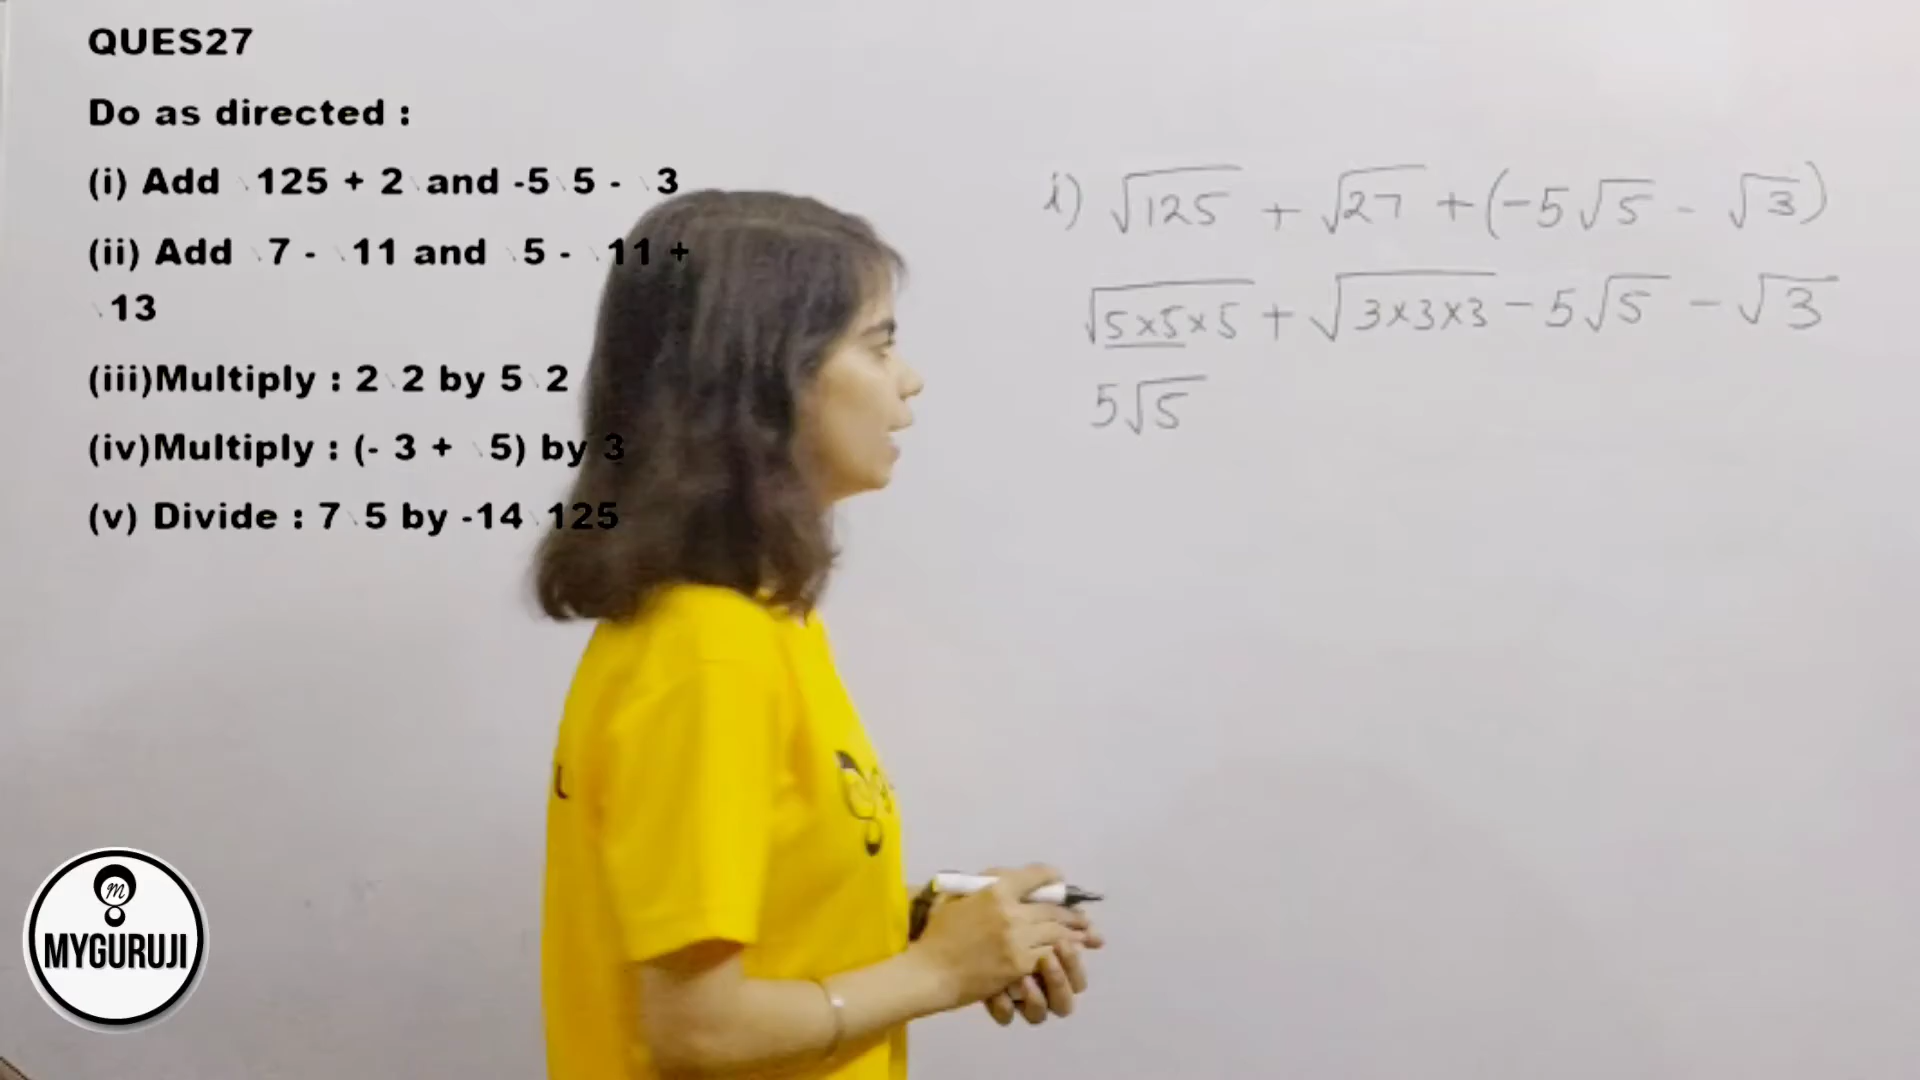 QUES27
Do as directed :
(i) Add √125 + 2√ and -5√5 - √3
(ii) Add √7 - √11 and √5 - √11 +
√13
(iii)Multiply : 2√2 by 5√2
(iv)Multiply : (- 3 + √5) by 3
(v) Divide : 7√5 by -14√125
i) √125 + √27 + (-5√5 - √3)
√5×5×5 + √3×3×3 - 5√5 - √3
5√5
m
MYGURUJI